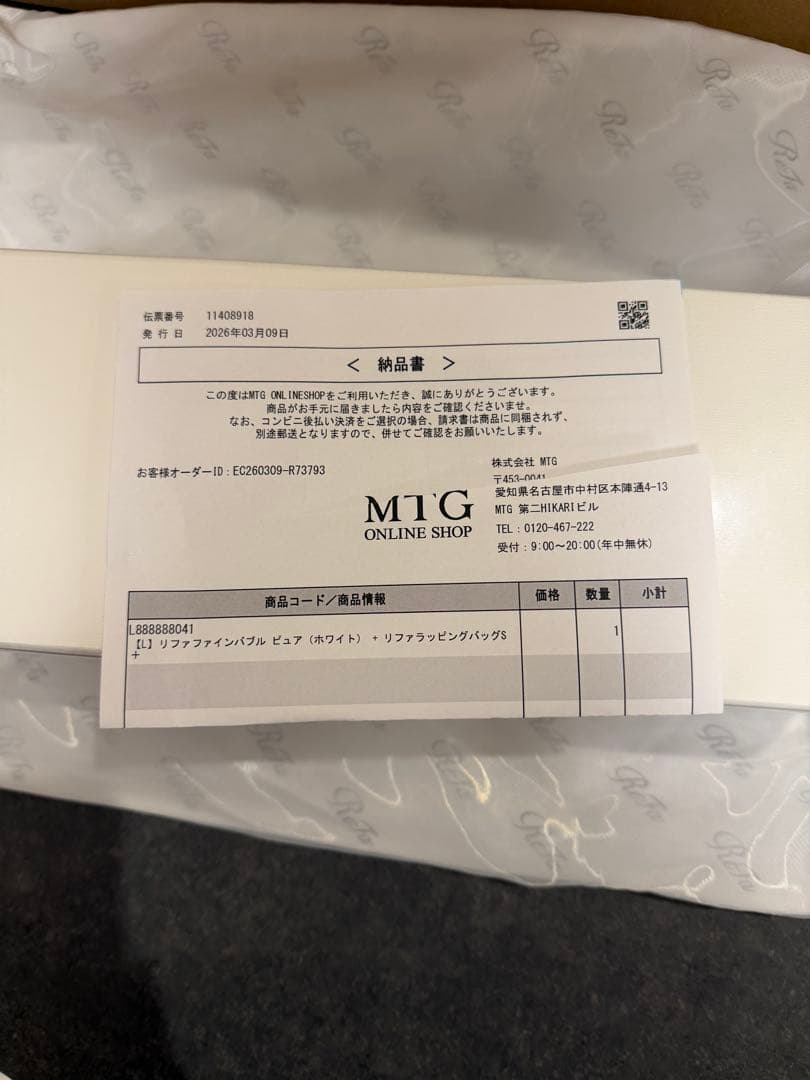 ReFa
伝票番号 11408918
発行日 2026年03月09日
＜ 納品書 ＞
この度はMTG ONLINESHOPをご利用いただき、誠にありがとうございます。
商品がお手元に届きましたら内容をご確認くださいませ。
なお、コンビニ後払い決済をご選択の場合、請求書は商品に同梱されず、
別途郵送となりますので、併せてご確認をお願いいたします。
お客様オーダーID：EC260309-R73793
株式会社 MTG
〒453-0041
愛知県名古屋市中村区本陣通4-13
MTG 第二HIKARIビル
TEL：0120-467-222
受付：9:00～20:00(年中無休)
MTG
ONLINE SHOP
商品コード／商品情報 価格 数量 小計
L888888041
【L】リファファインバブル ピュア（ホワイト） + リファラッピングバッグS 1
+